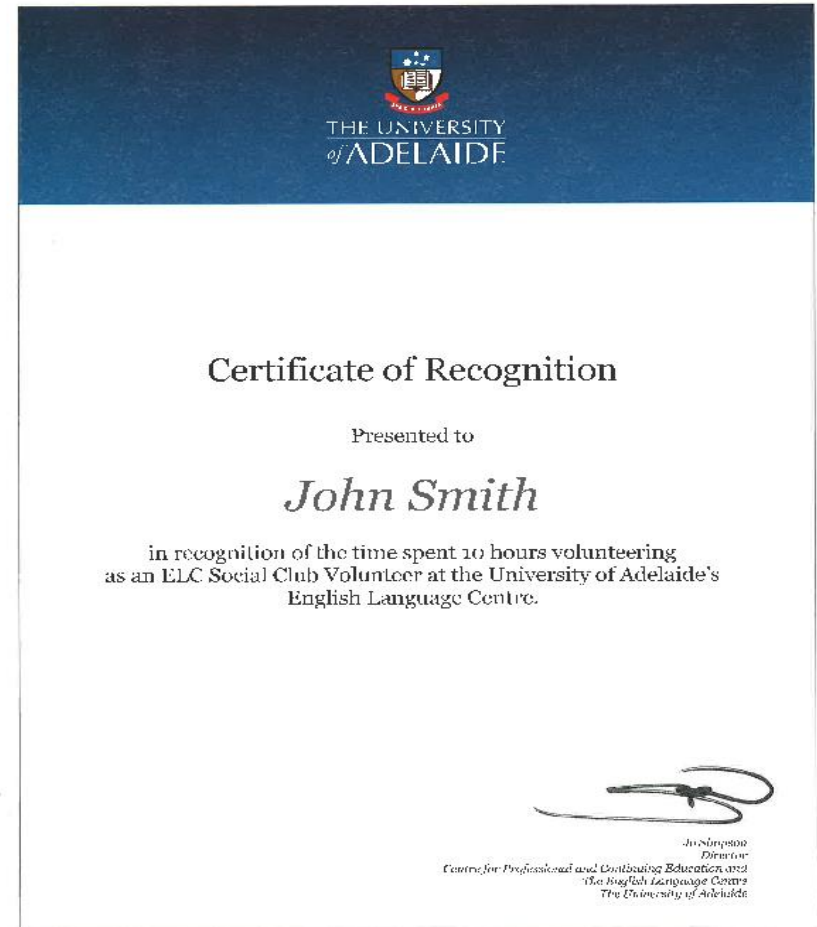 THE UNIVERSITY
of ADELAIDE
Certificate of Recognition
Presented to
John Smith
in recognition of the time spent 10 hours volunteering
as an ELC Social Club Volunteer at the University of Adelaide's
English Language Centre.
Jo Simpson
Director
Centre for Professional and Continuing Education and
The English Language Centre
The University of Adelaide